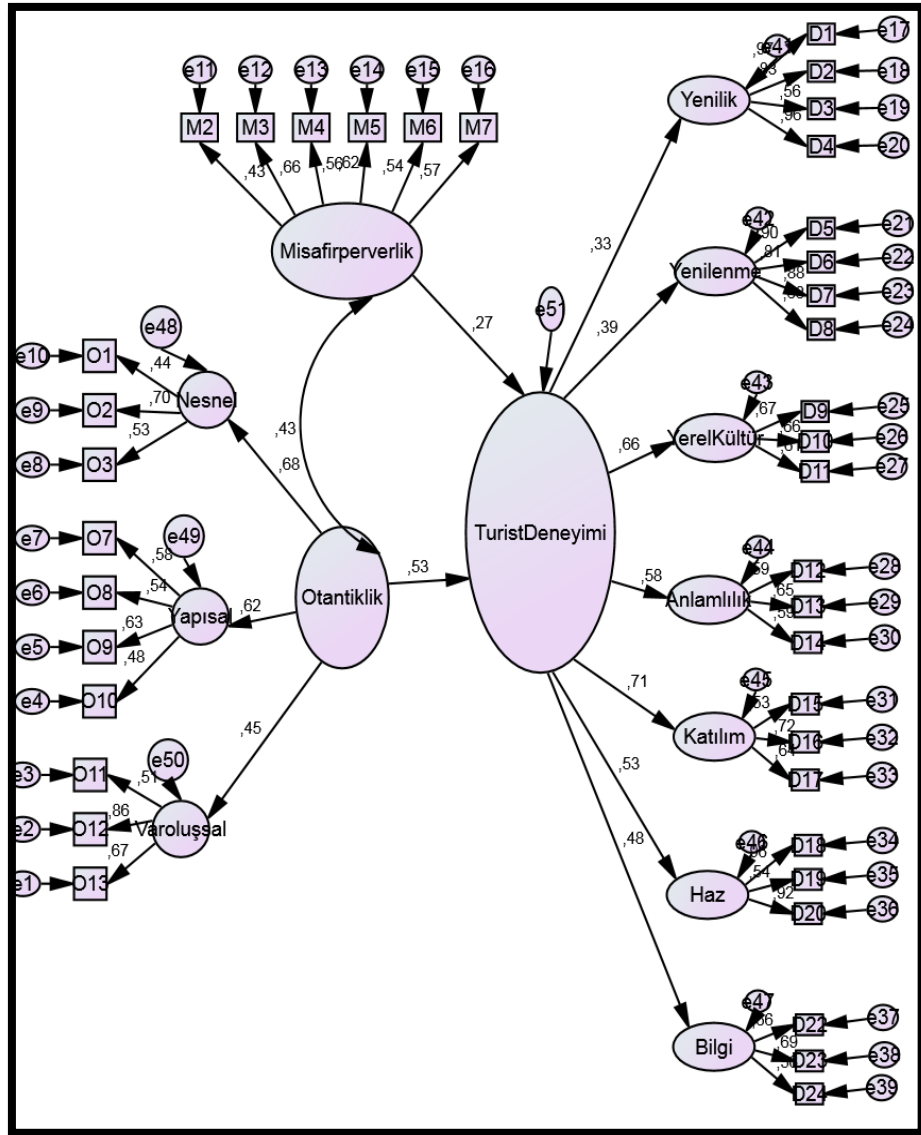 e11 e12 e13 e14 e15 e16
M2 M3 M4 M5 M6 M7
,43 ,66 ,56 ,62 ,54 ,57
Misafirperverlik
,27
,43
e48
e10 O1 ,44
e9 O2 ,70 Nesnel
e8 O3 ,53
,68
e49
e7 O7 ,58
e6 O8 ,54
Yapısal ,62
e5 O9 ,63
e4 O10 ,48
Otantiklik ,53
,45
e50
e3 O11 ,51
e2 O12 ,86 Varoluşsal
e1 O13 ,67
e51
TuristDeneyimi
,33
,39
,66
,58
,71
,53
,48
D1 e17
Yenilik D2 e18
,56 D3 e19
,96 D4 e20
e42
,90 D5 e21
Yenilenme ,81 D6 e22
,88 D7 e23
D8 e24
e43
,67 D9 e25
YerelKültür ,66 D10 e26
D11 e27
e44
D12 e28
Anlamlılık ,65 D13 e29
,59 D14 e30
e45
,53 D15 e31
Katılım ,72 D16 e32
,64 D17 e33
e46
D18 e34
Haz ,54 D19 e35
,92 D20 e36
e47
D22 e37
Bilgi ,69 D23 e38
D24 e39